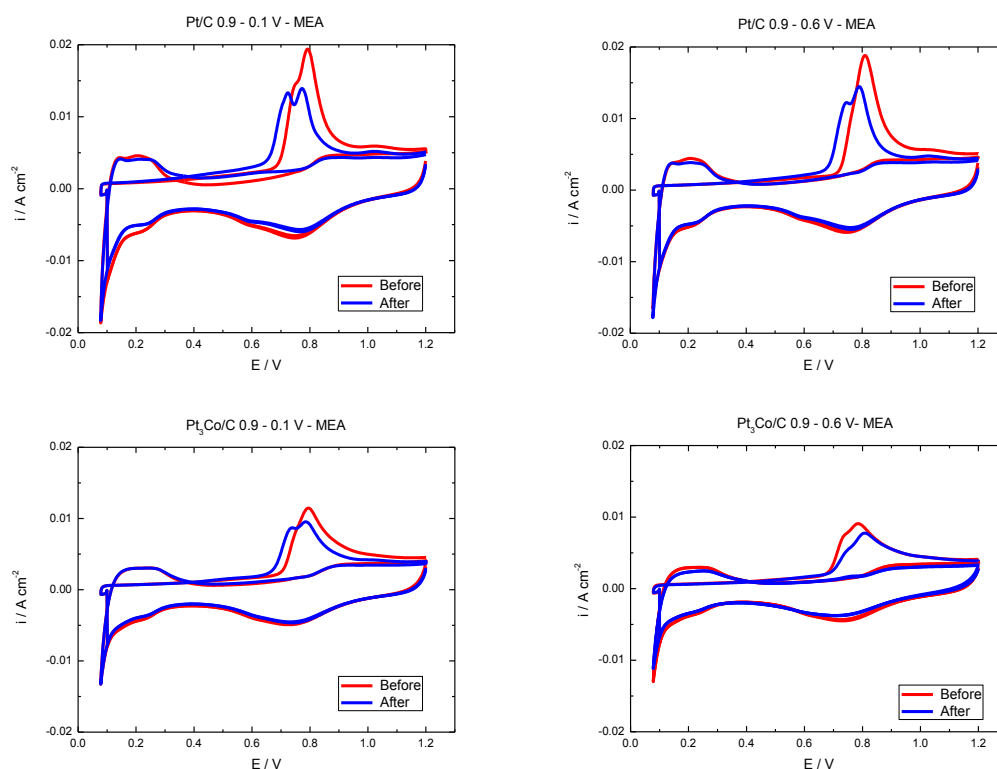 Pt/C 0.9 - 0.1 V - MEA
0.02
0.01
0.00
-0.01
-0.02
i / A cm-2
0.0 0.2 0.4 0.6 0.8 1.0 1.2
E / V
Before
After
Pt/C 0.9 - 0.6 V - MEA
0.02
0.01
0.00
-0.01
-0.02
i / A cm-2
0.0 0.2 0.4 0.6 0.8 1.0 1.2
E / V
Before
After
Pt3Co/C 0.9 - 0.1 V - MEA
0.02
0.01
0.00
-0.01
-0.02
i / A cm-2
0.0 0.2 0.4 0.6 0.8 1.0 1.2
E / V
Before
After
Pt3Co/C 0.9 - 0.6 V- MEA
0.02
0.01
0.00
-0.01
-0.02
i / A cm-2
0.0 0.2 0.4 0.6 0.8 1.0 1.2
E / V
Before
After